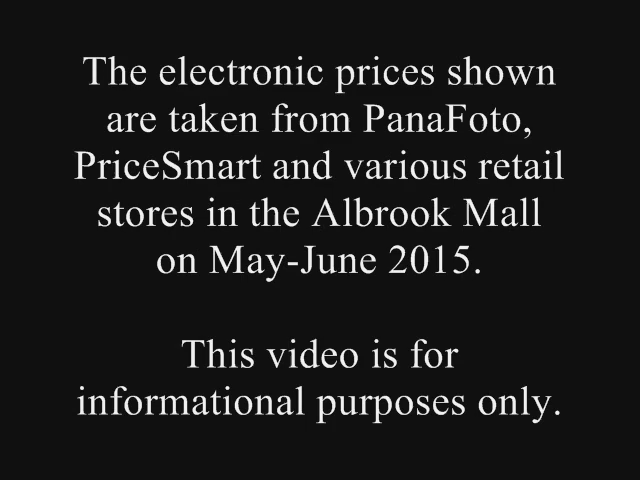 The electronic prices shown
are taken from PanaFoto,
PriceSmart and various retail
stores in the Albrook Mall
on May-June 2015.
This video is for
informational purposes only.